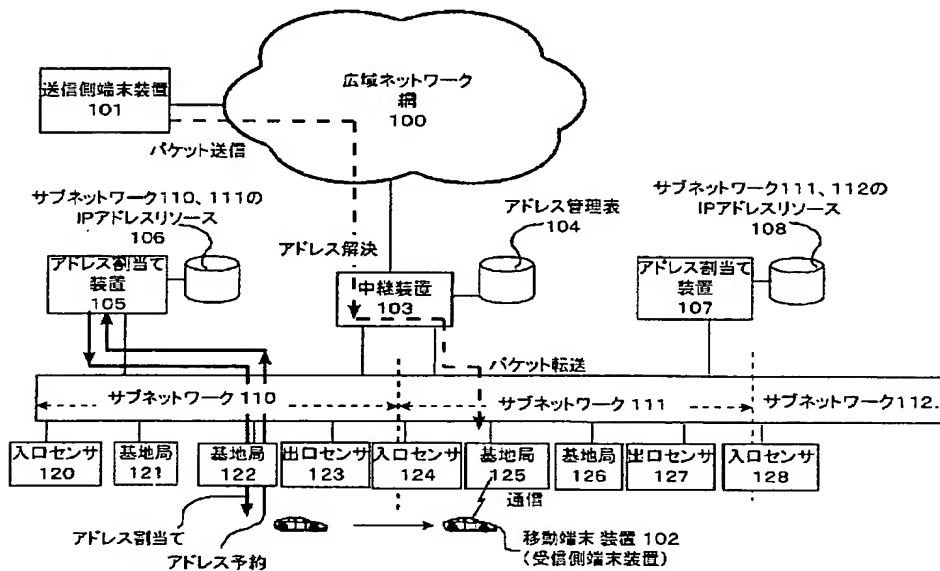 送信側端末装置
101
広域ネットワーク
網
100
パケット送信
サブネットワーク110、111の
IPアドレスリソース
106
アドレス解決
アドレス管理表
104
サブネットワーク111、112の
IPアドレスリソース
108
アドレス割当て
装置
105
中継装置
103
アドレス割当て
装置
107
パケット転送
サブネットワーク 110
サブネットワーク 111
サブネットワーク112.
入口センサ
120
基地局
121
基地局
122
出口センサ
123
入口センサ
124
基地局
125
基地局
126
出口センサ
127
入口センサ
128
通信
アドレス割当て
アドレス予約
移動端末 装置 102
(受信側端末装置)